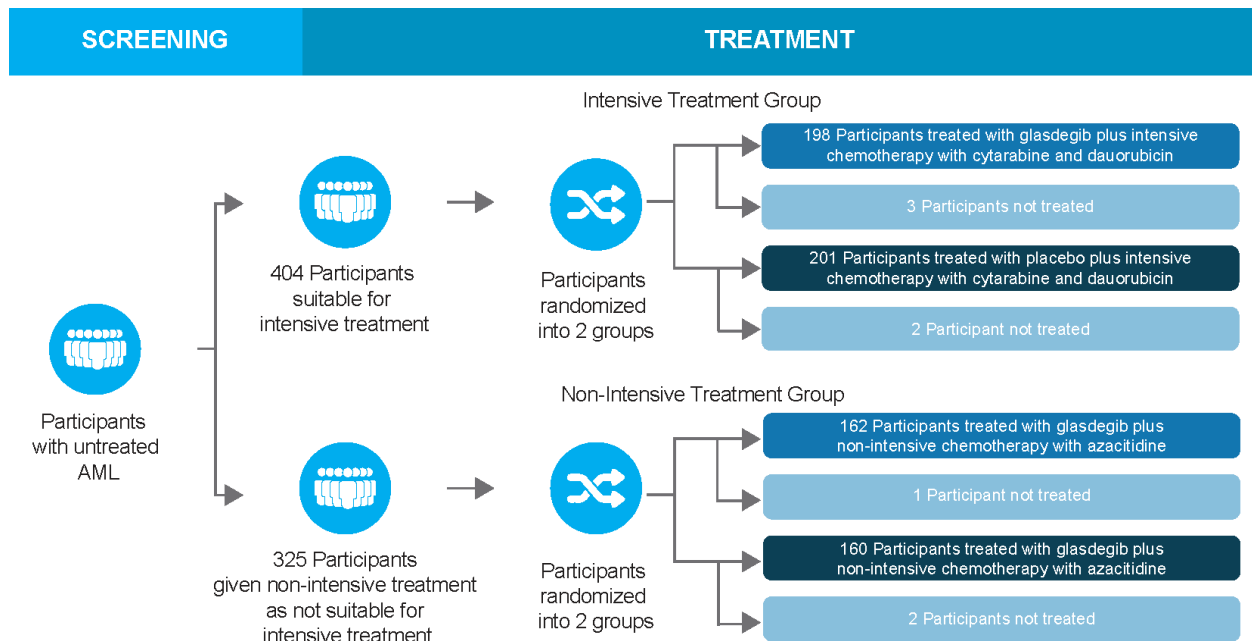 SCREENING
TREATMENT
Participants
with untreated
AML
404 Participants
suitable for
intensive treatment
325 Participants
given non-intensive treatment
as not suitable for
intensive treatment
Intensive Treatment Group
Participants
randomized
into 2 groups
198 Participants treated with glasdegib plus intensive
chemotherapy with cytarabine and dauorubicin
3 Participants not treated
201 Participants treated with placebo plus intensive
chemotherapy with cytarabine and dauorubicin
2 Participant not treated
Non-Intensive Treatment Group
Participants
randomized
into 2 groups
162 Participants treated with glasdegib plus
non-intensive chemotherapy with azacitidine
1 Participant not treated
160 Participants treated with glasdegib plus
non-intensive chemotherapy with azacitidine
2 Participants not treated